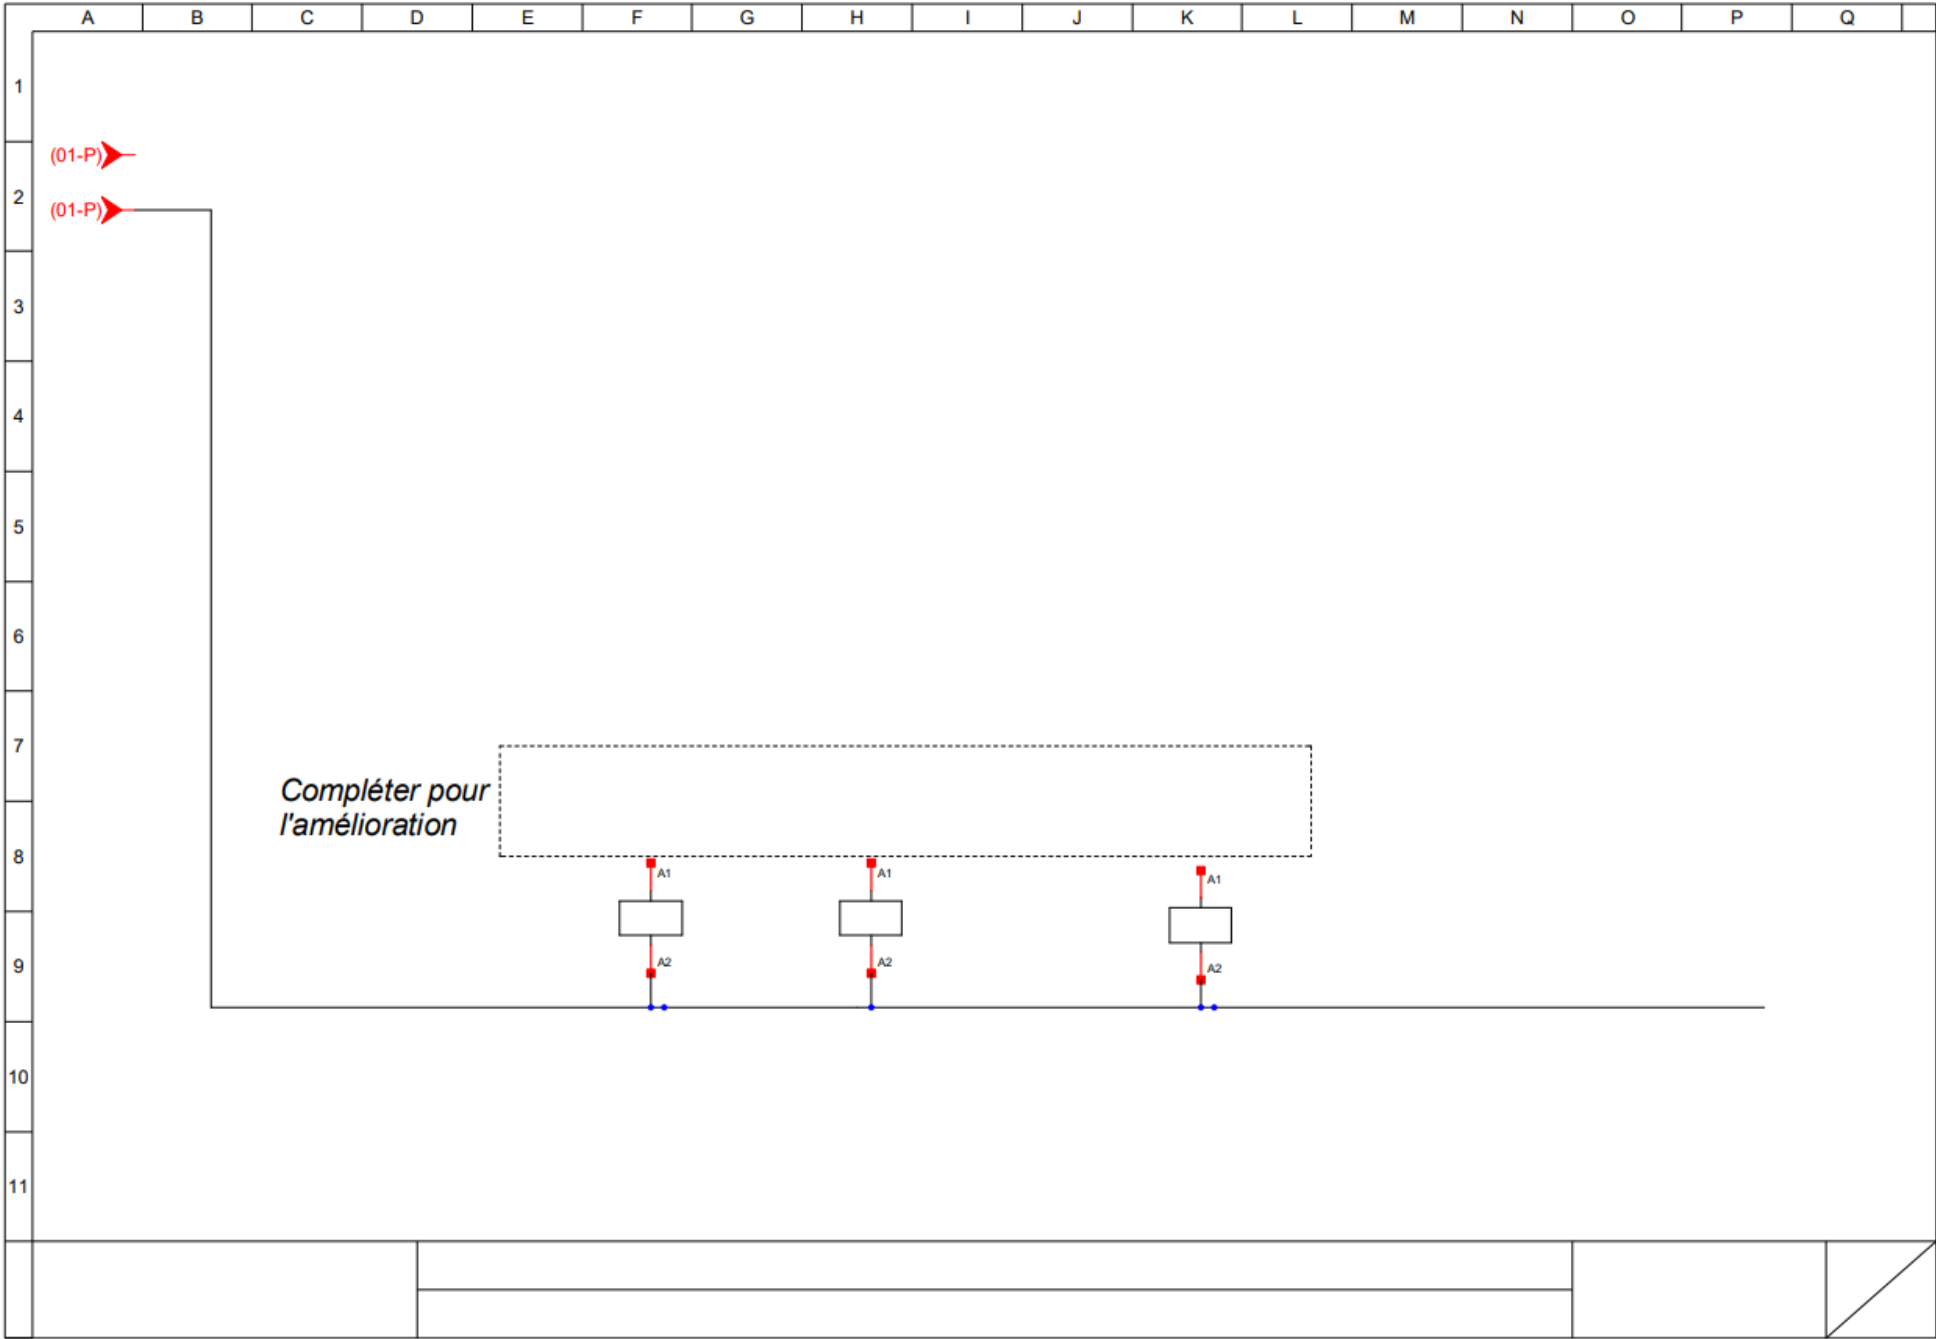 A B C D E F G H I J K L M N O P Q
1
(01-P)
2
(01-P)
3
4
5
6
7
Compléter pour
l'amélioration
8
A1 A1 A1
9
A2 A2 A2
10
11